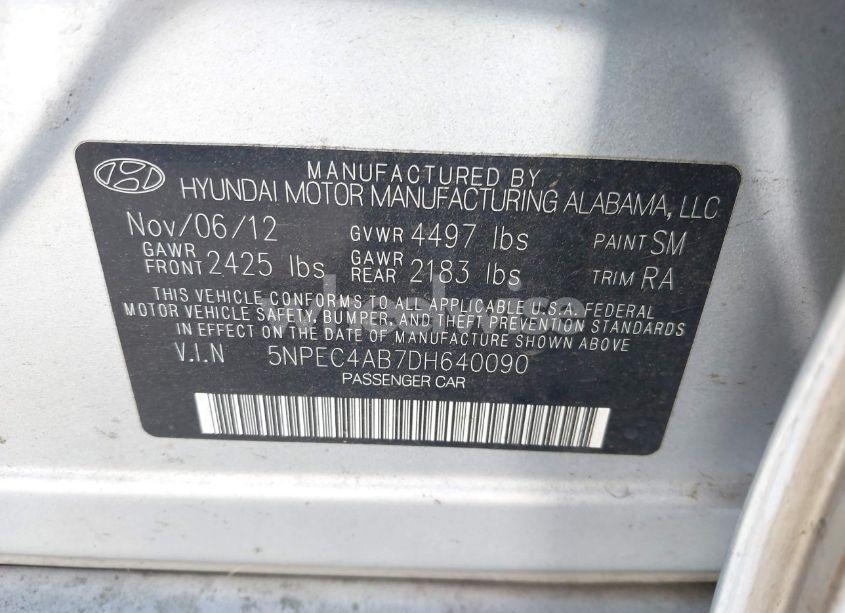 MANUFACTURED BY
HYUNDAI MOTOR MANUFACTURING ALABAMA, LLC
Nov/06/12 GVWR 4497 lbs PAINT SM
GAWR FRONT 2425 lbs GAWR REAR 2183 lbs TRIM RA
THIS VEHICLE CONFORMS TO ALL APPLICABLE U.S.A. FEDERAL
MOTOR VEHICLE SAFETY, BUMPER, AND THEFT PREVENTION STANDARDS
IN EFFECT ON THE DATE OF MANUFACTURE SHOWN ABOVE.
V.I.N 5NPEC4AB7DH640090
PASSENGER CAR
wheelwise